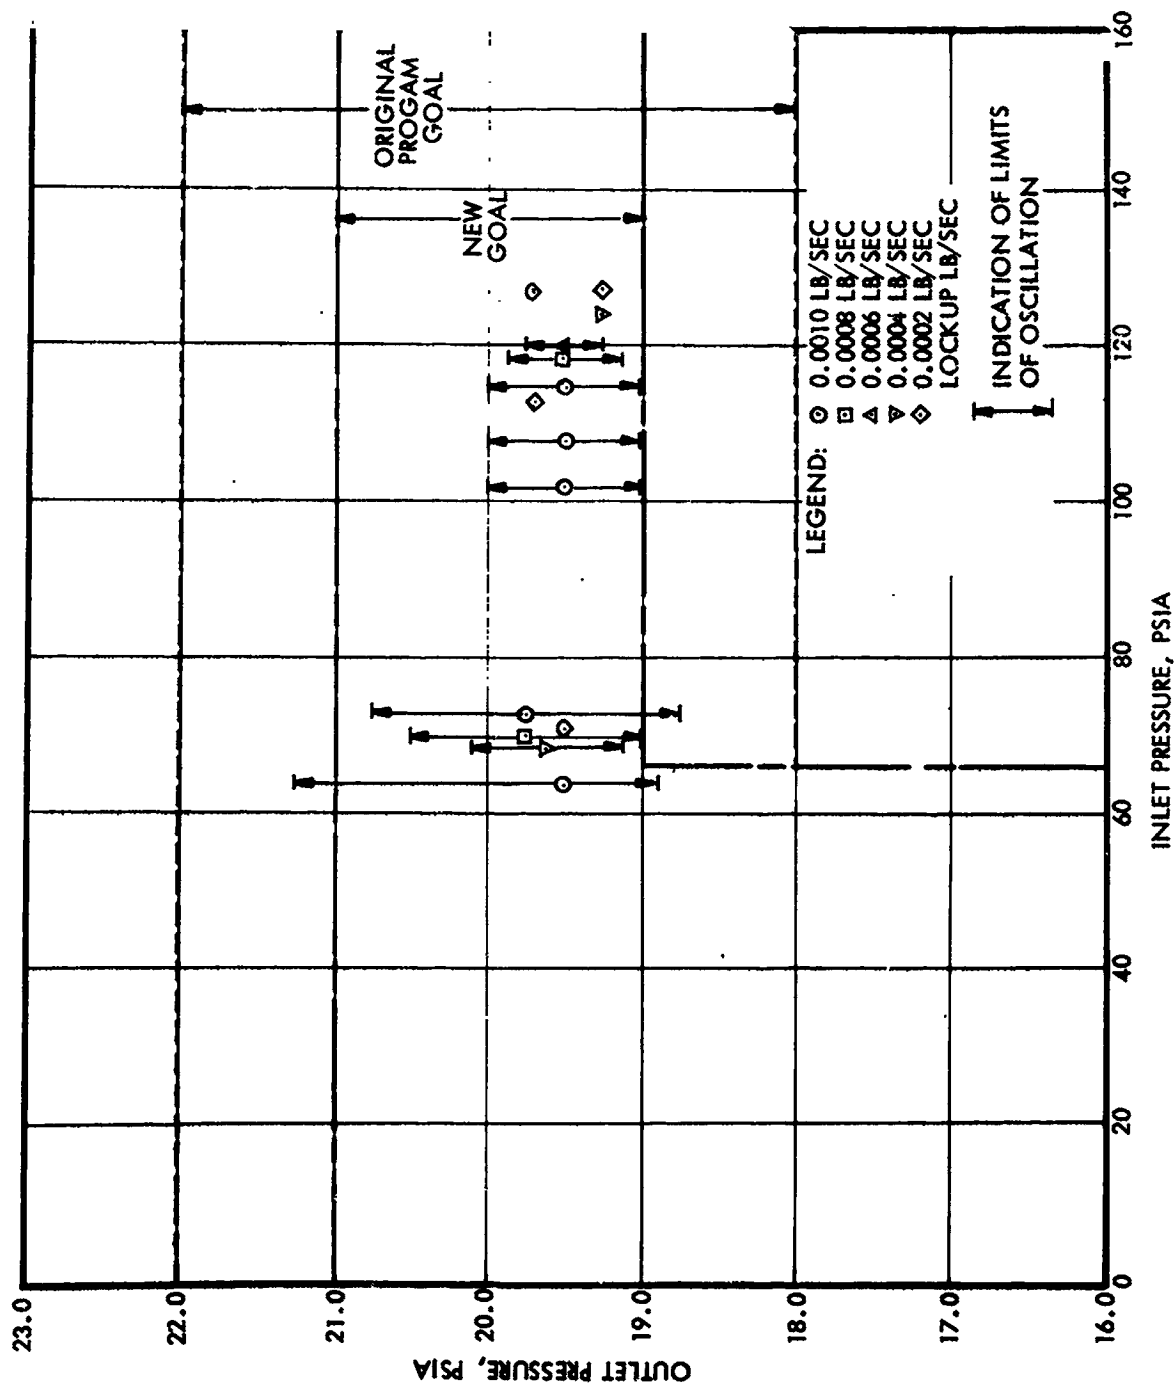 23.0
22.0
21.0
20.0
19.0
18.0
17.0
16.0
OUTLET PRESSURE, PSIA
0
20
40
60
80
100
120
140
160
INLET PRESSURE, PSIA
ORIGINAL
PROGAM
GOAL
NEW
GOAL
LEGEND:
0.0010 LB/SEC
0.0008 LB/SEC
0.0006 LB/SEC
0.0004 LB/SEC
0.0002 LB/SEC
LOCKUP LB/SEC
INDICATION OF LIMITS
OF OSCILLATION